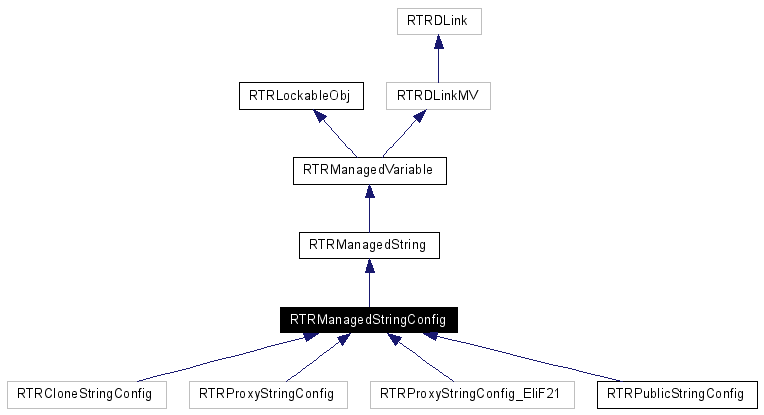 RTRDLink
RTRLockableObj
RTRDLinkMV
RTRManagedVariable
RTRManagedString
RTRManagedStringConfig
RTRCloneStringConfig
RTRProxyStringConfig
RTRProxyStringConfig_EliF21
RTRPublicStringConfig